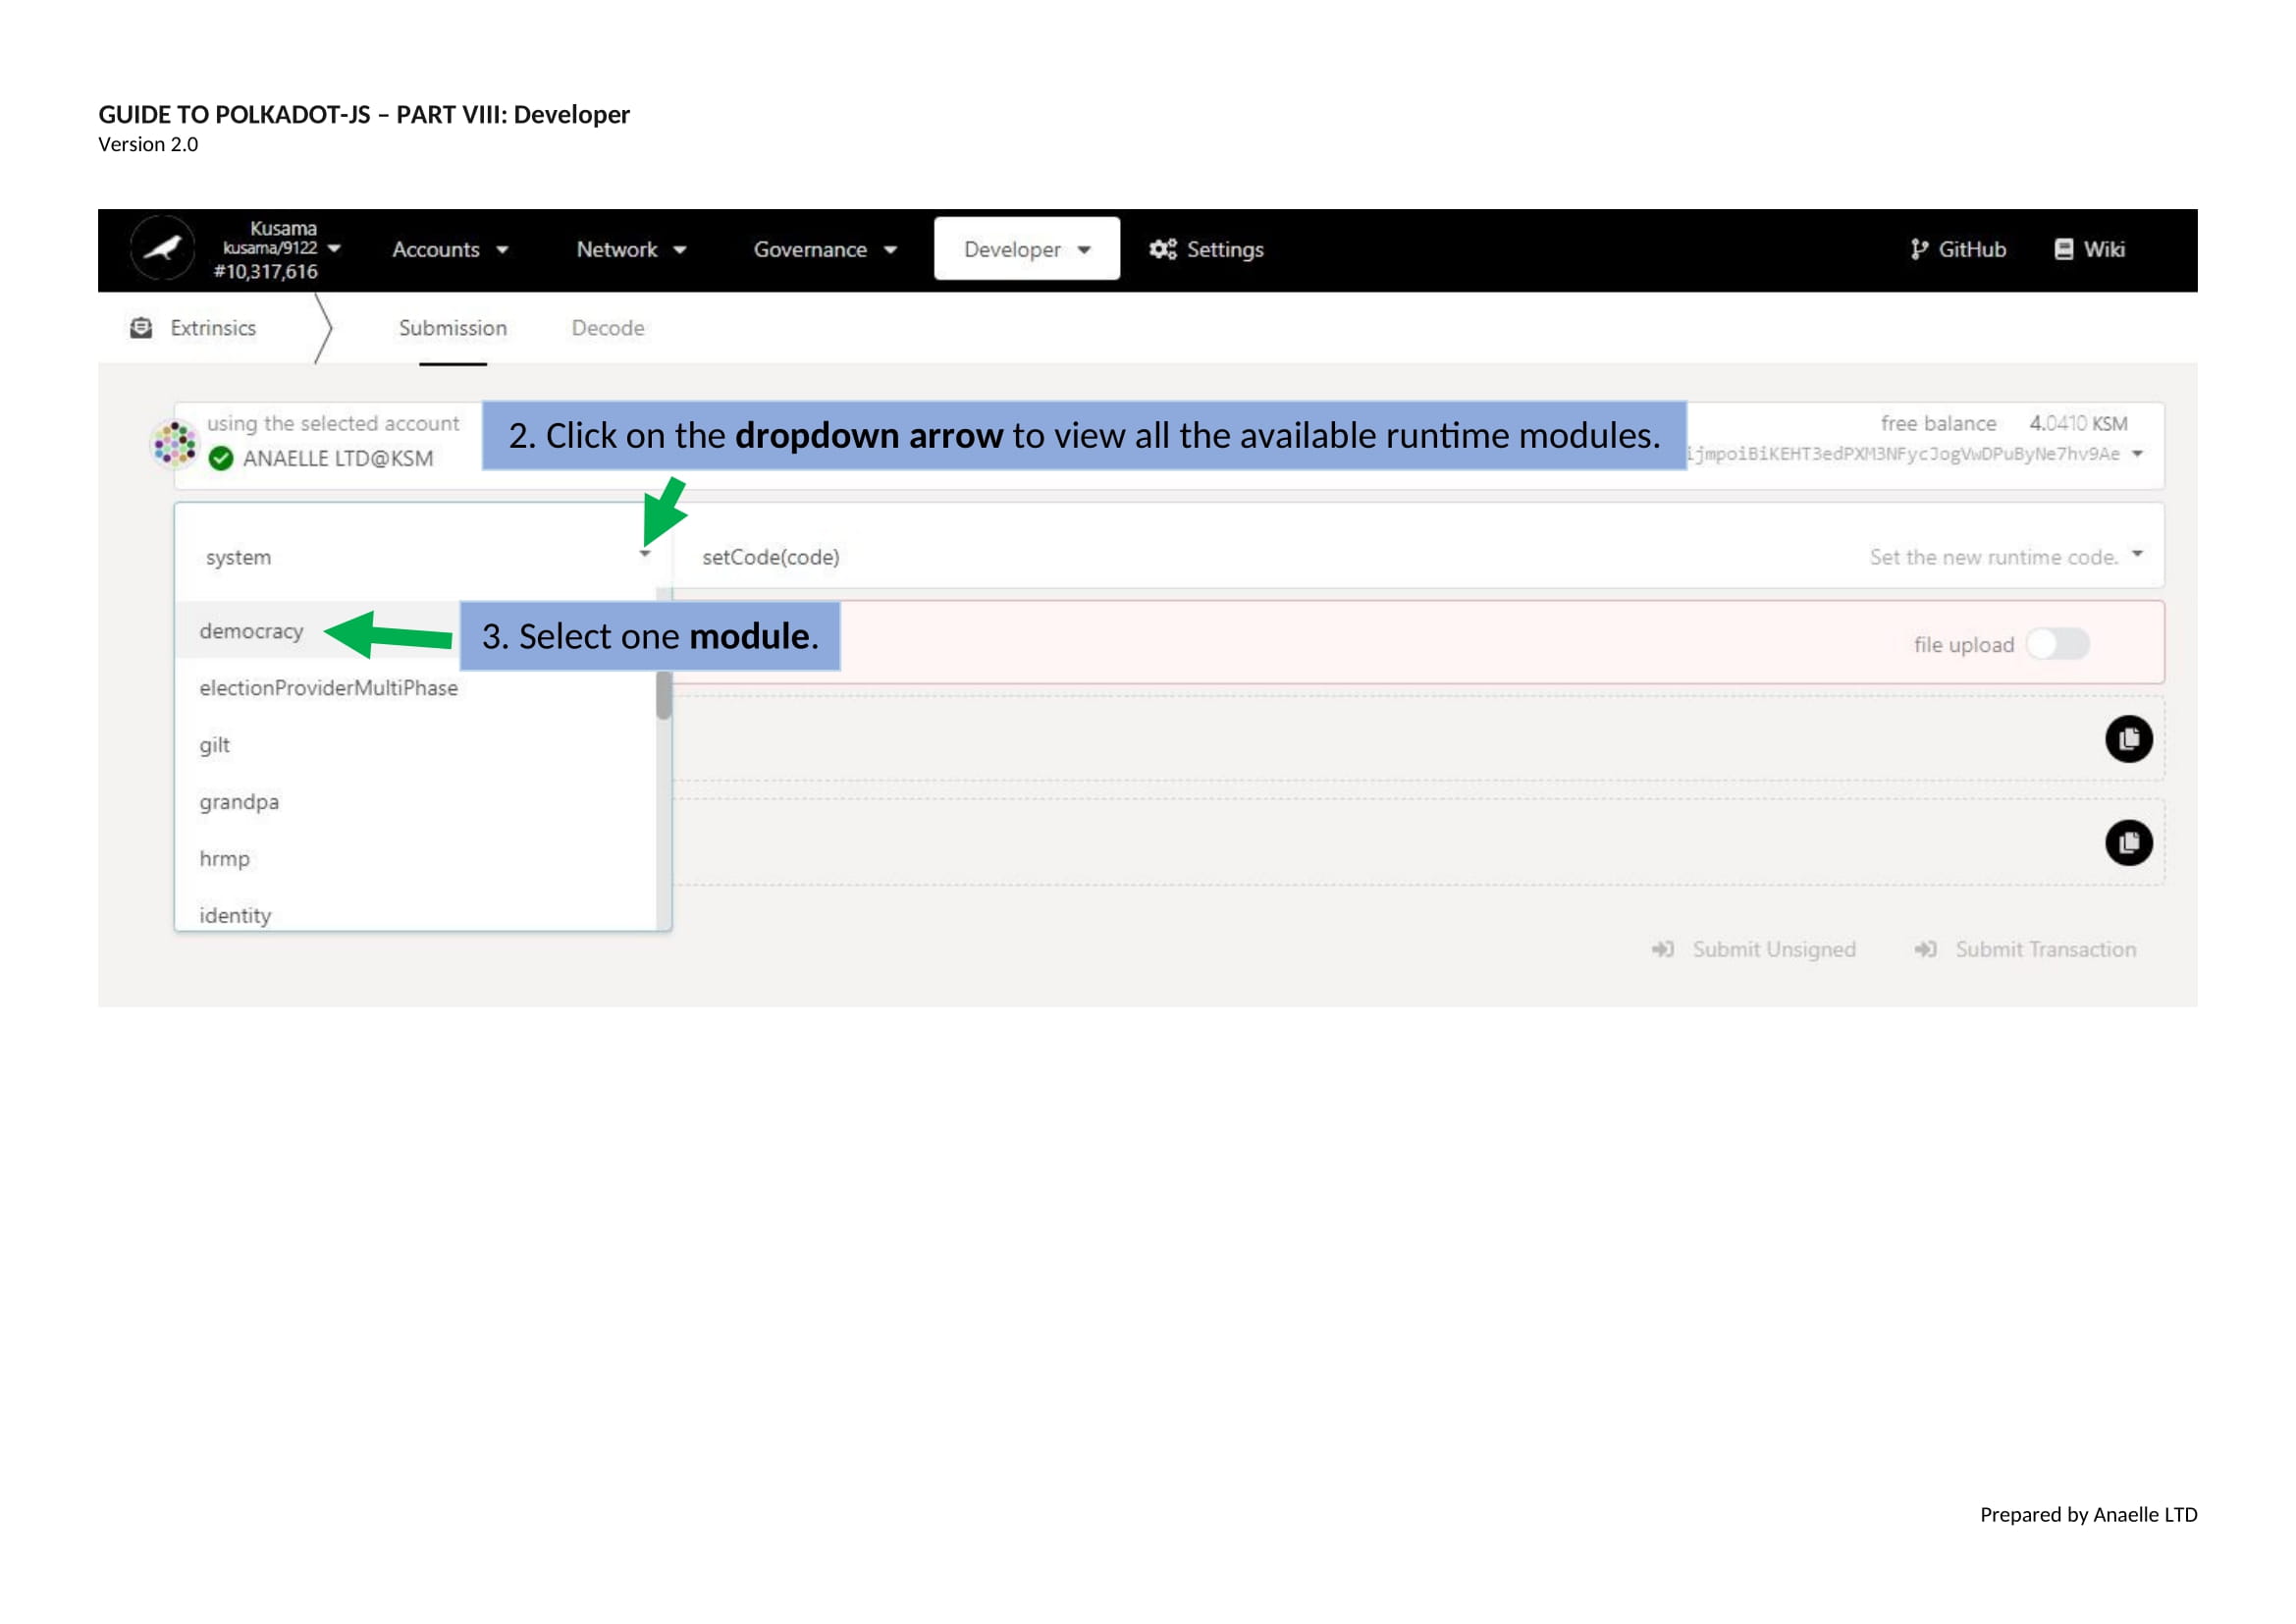 GUIDE TO POLKADOT-JS – PART VIII: Developer
Version 2.0
Kusama
kusama/9122
#10,317,616
Accounts
Network
Governance
Developer
Settings
GitHub
Wiki
Extrinsics
Submission
Decode
using the selected account
ANAELLE LTD@KSM
2. Click on the dropdown arrow to view all the available runtime modules.
free balance 4.0410 KSM
ijmpoiBiKEHT3edPXM3NFycJogVwDPuByNe7hv9Ae
system
setCode(code)
Set the new runtime code.
democracy
3. Select one module.
file upload
electionProviderMultiPhase
gilt
grandpa
hrmp
identity
Submit Unsigned
Submit Transaction
Prepared by Anaelle LTD